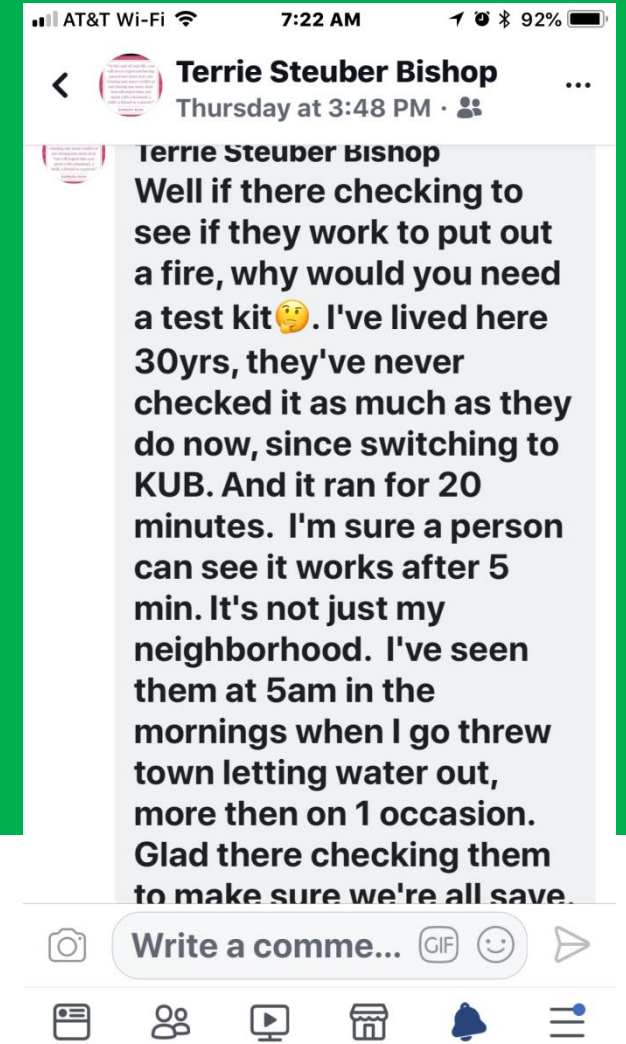 AT&T Wi-Fi 7:22 AM 92%
Terrie Steuber Bishop
Thursday at 3:48 PM ·
Terrie Steuber Bishop
Well if there checking to
see if they work to put out
a fire, why would you need
a test kit🤔. I've lived here
30yrs, they've never
checked it as much as they
do now, since switching to
KUB. And it ran for 20
minutes. I'm sure a person
can see it works after 5
min. It's not just my
neighborhood. I've seen
them at 5am in the
mornings when I go threw
town letting water out,
more then on 1 occasion.
Glad there checking them
to make sure we're all save.
Write a comme... GIF